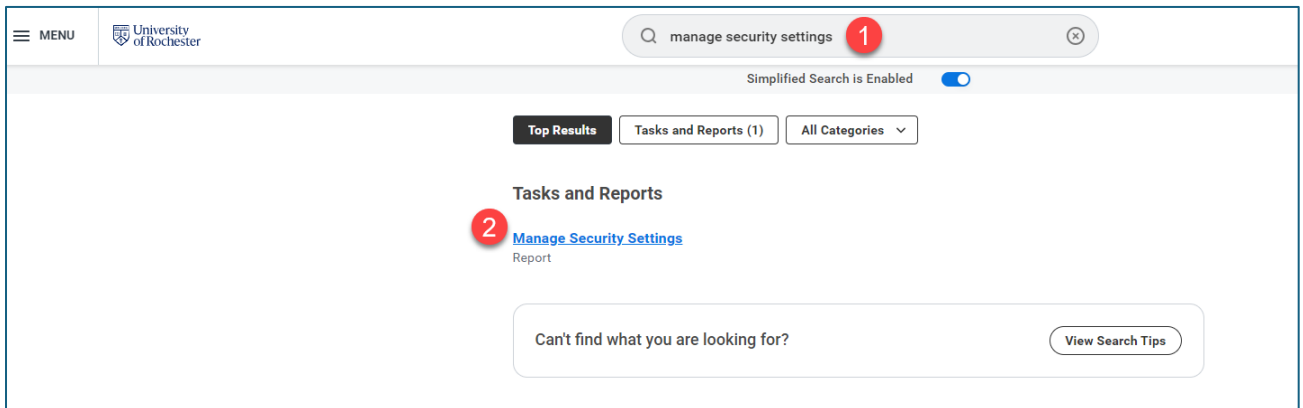 MENU
University
of Rochester
manage security settings 1
Simplified Search is Enabled
Top Results Tasks and Reports (1) All Categories
Tasks and Reports
2
Manage Security Settings
Report
Can't find what you are looking for? View Search Tips